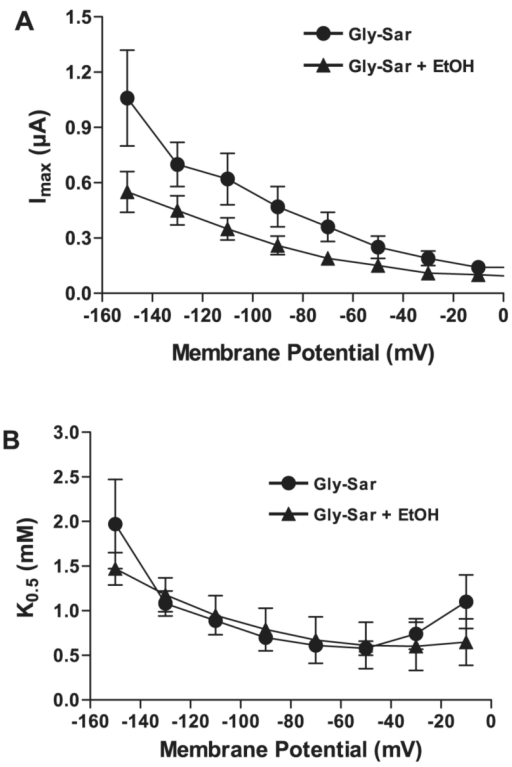 A
1.5
Gly-Sar
1.2
Gly-Sar + EtOH
0.9
Imax (μA)
0.6
0.3
0.0
-160 -140 -120 -100 -80 -60 -40 -20 0
Membrane Potential (mV)
B
3.0
2.5
Gly-Sar
2.0
Gly-Sar + EtOH
K0.5 (mM)
1.5
1.0
0.5
0.0
-160 -140 -120 -100 -80 -60 -40 -20 0
Membrane Potential (mV)